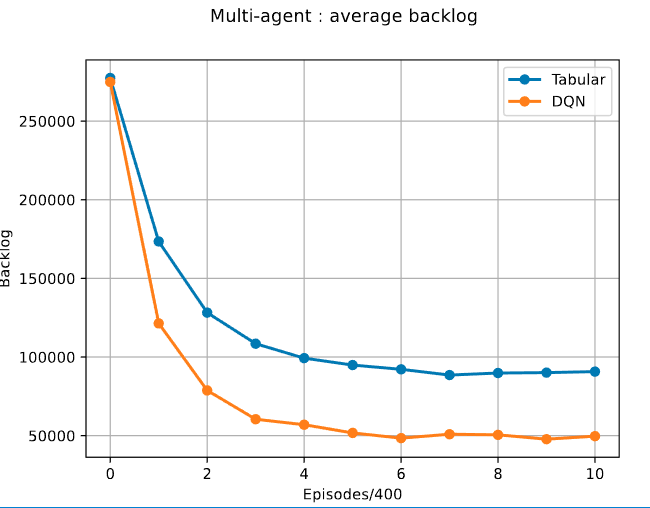 Multi-agent : average backlog
Tabular
DQN
250000
200000
150000
100000
50000
Backlog
0 2 4 6 8 10
Episodes/400